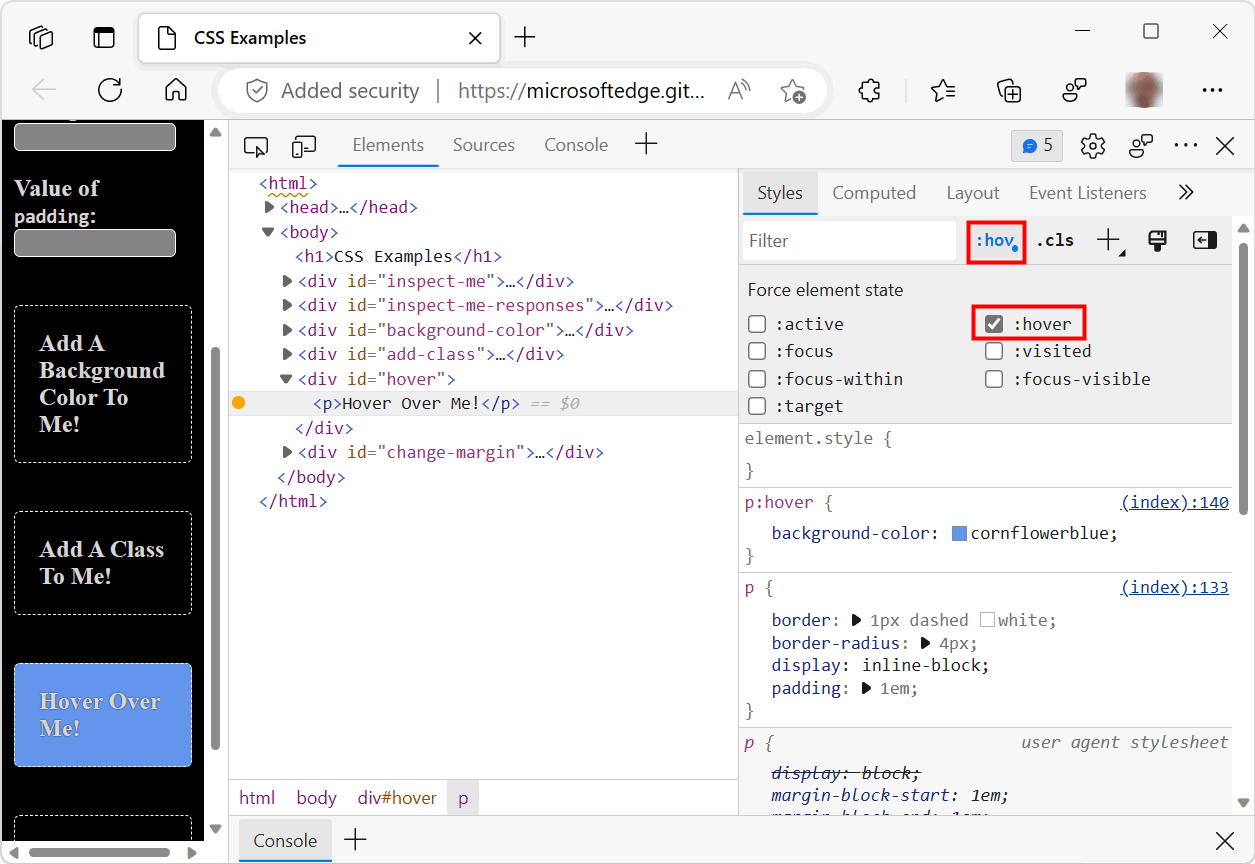 CSS Examples
Added security
https://microsoftedge.git...
Value of
padding:
Add A
Background
Color To
Me!
Add A Class
To Me!
Hover Over
Me!
Elements
Sources
Console
5
<html>
<head>…</head>
<body>
<h1>CSS Examples</h1>
<div id="inspect-me">…</div>
<div id="inspect-me-responses">…</div>
<div id="background-color">…</div>
<div id="add-class">…</div>
<div id="hover">
<p>Hover Over Me!</p> == $0
</div>
<div id="change-margin">…</div>
</body>
</html>
html body div#hover p
Styles Computed Layout Event Listeners
Filter :hov .cls
Force element state
:active :hover
:focus :visited
:focus-within :focus-visible
:target
element.style {
}
p:hover { (index):140
background-color: cornflowerblue;
}
p { (index):133
border: 1px dashed white;
border-radius: 4px;
display: inline-block;
padding: 1em;
}
p { user agent stylesheet
display: block;
margin-block-start: 1em;
margin-block-end: 1em;
Console